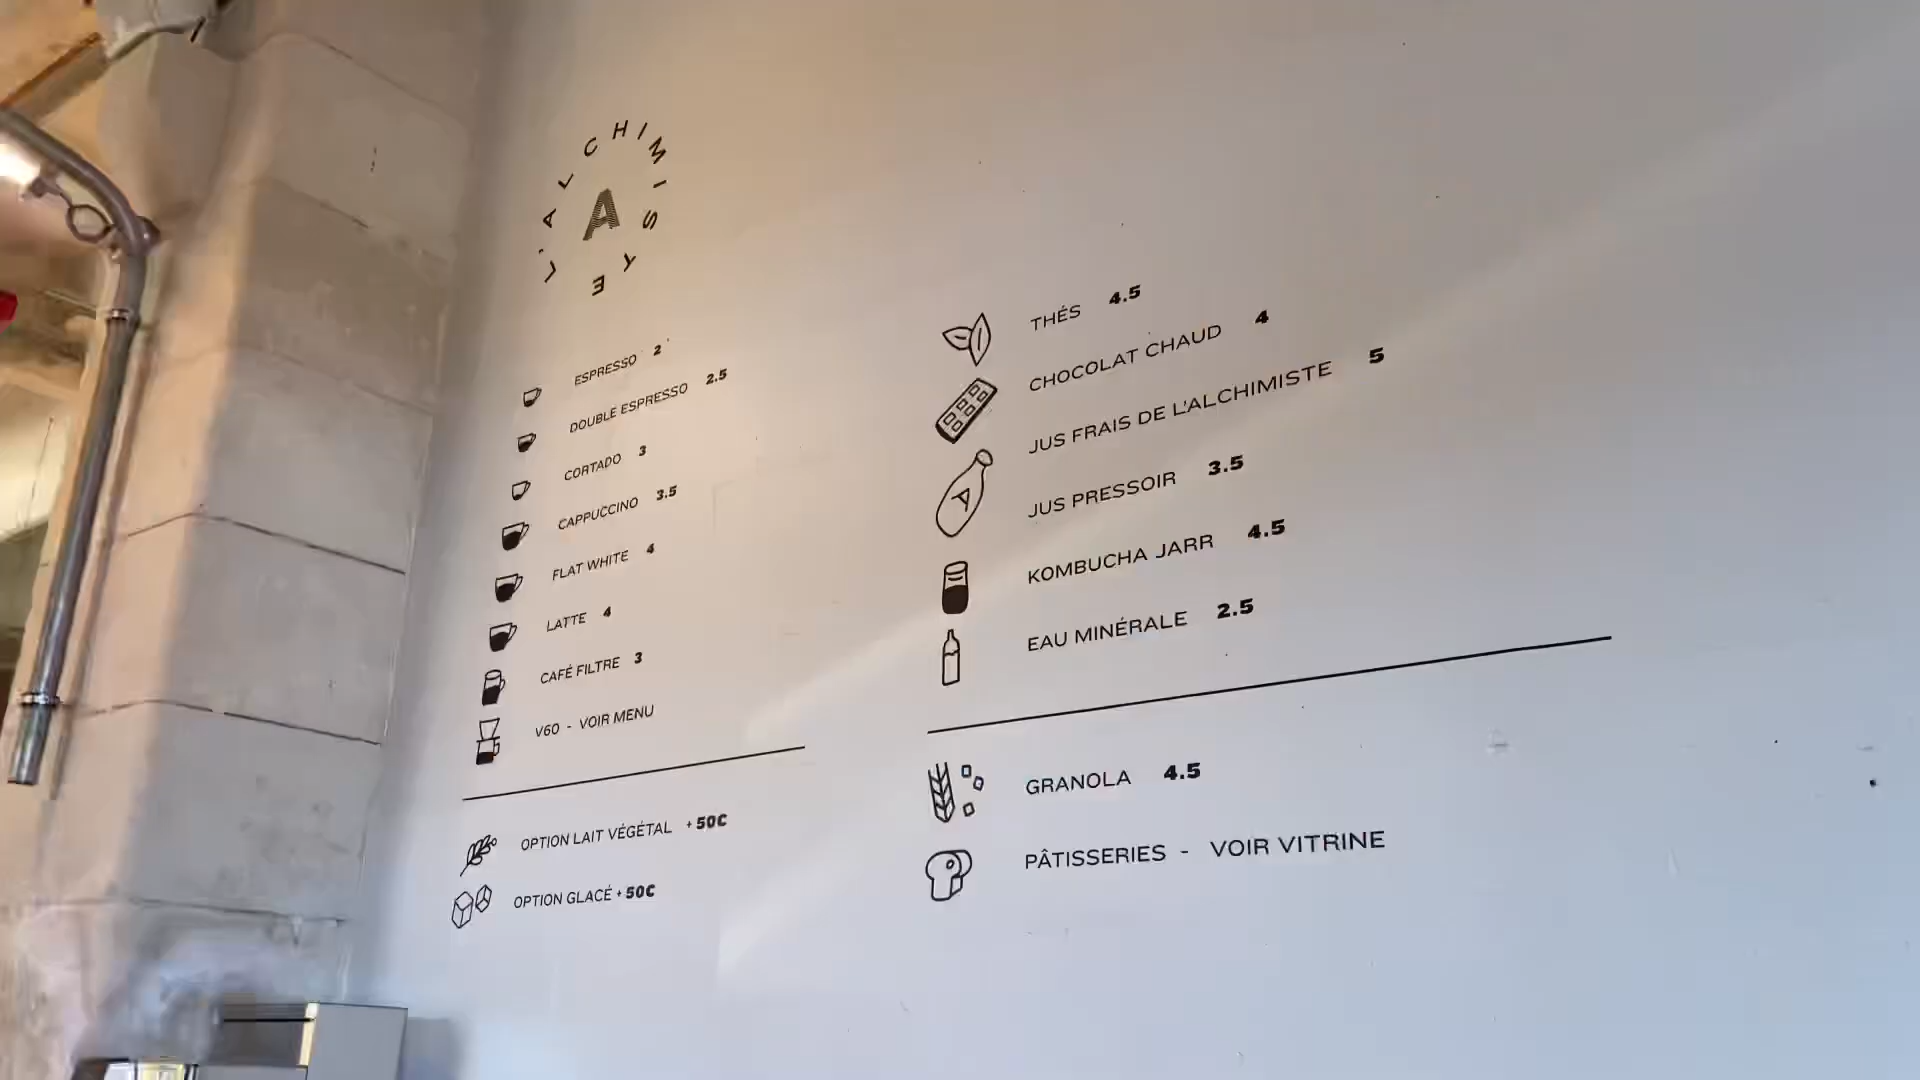 L'ALCHIMISTE
A
ESPRESSO 2
DOUBLE ESPRESSO 2.5
CORTADO 3
CAPPUCCINO 3.5
FLAT WHITE 4
LATTE 4
CAFÉ FILTRE 3
V60 - VOIR MENU
OPTION LAIT VÉGÉTAL +50C
OPTION GLACÉ +50C
THÉS 4.5
CHOCOLAT CHAUD 4
JUS FRAIS DE L'ALCHIMISTE 5
JUS PRESSOIR 3.5
KOMBUCHA JARR 4.5
EAU MINÉRALE 2.5
GRANOLA 4.5
PÂTISSERIES - VOIR VITRINE